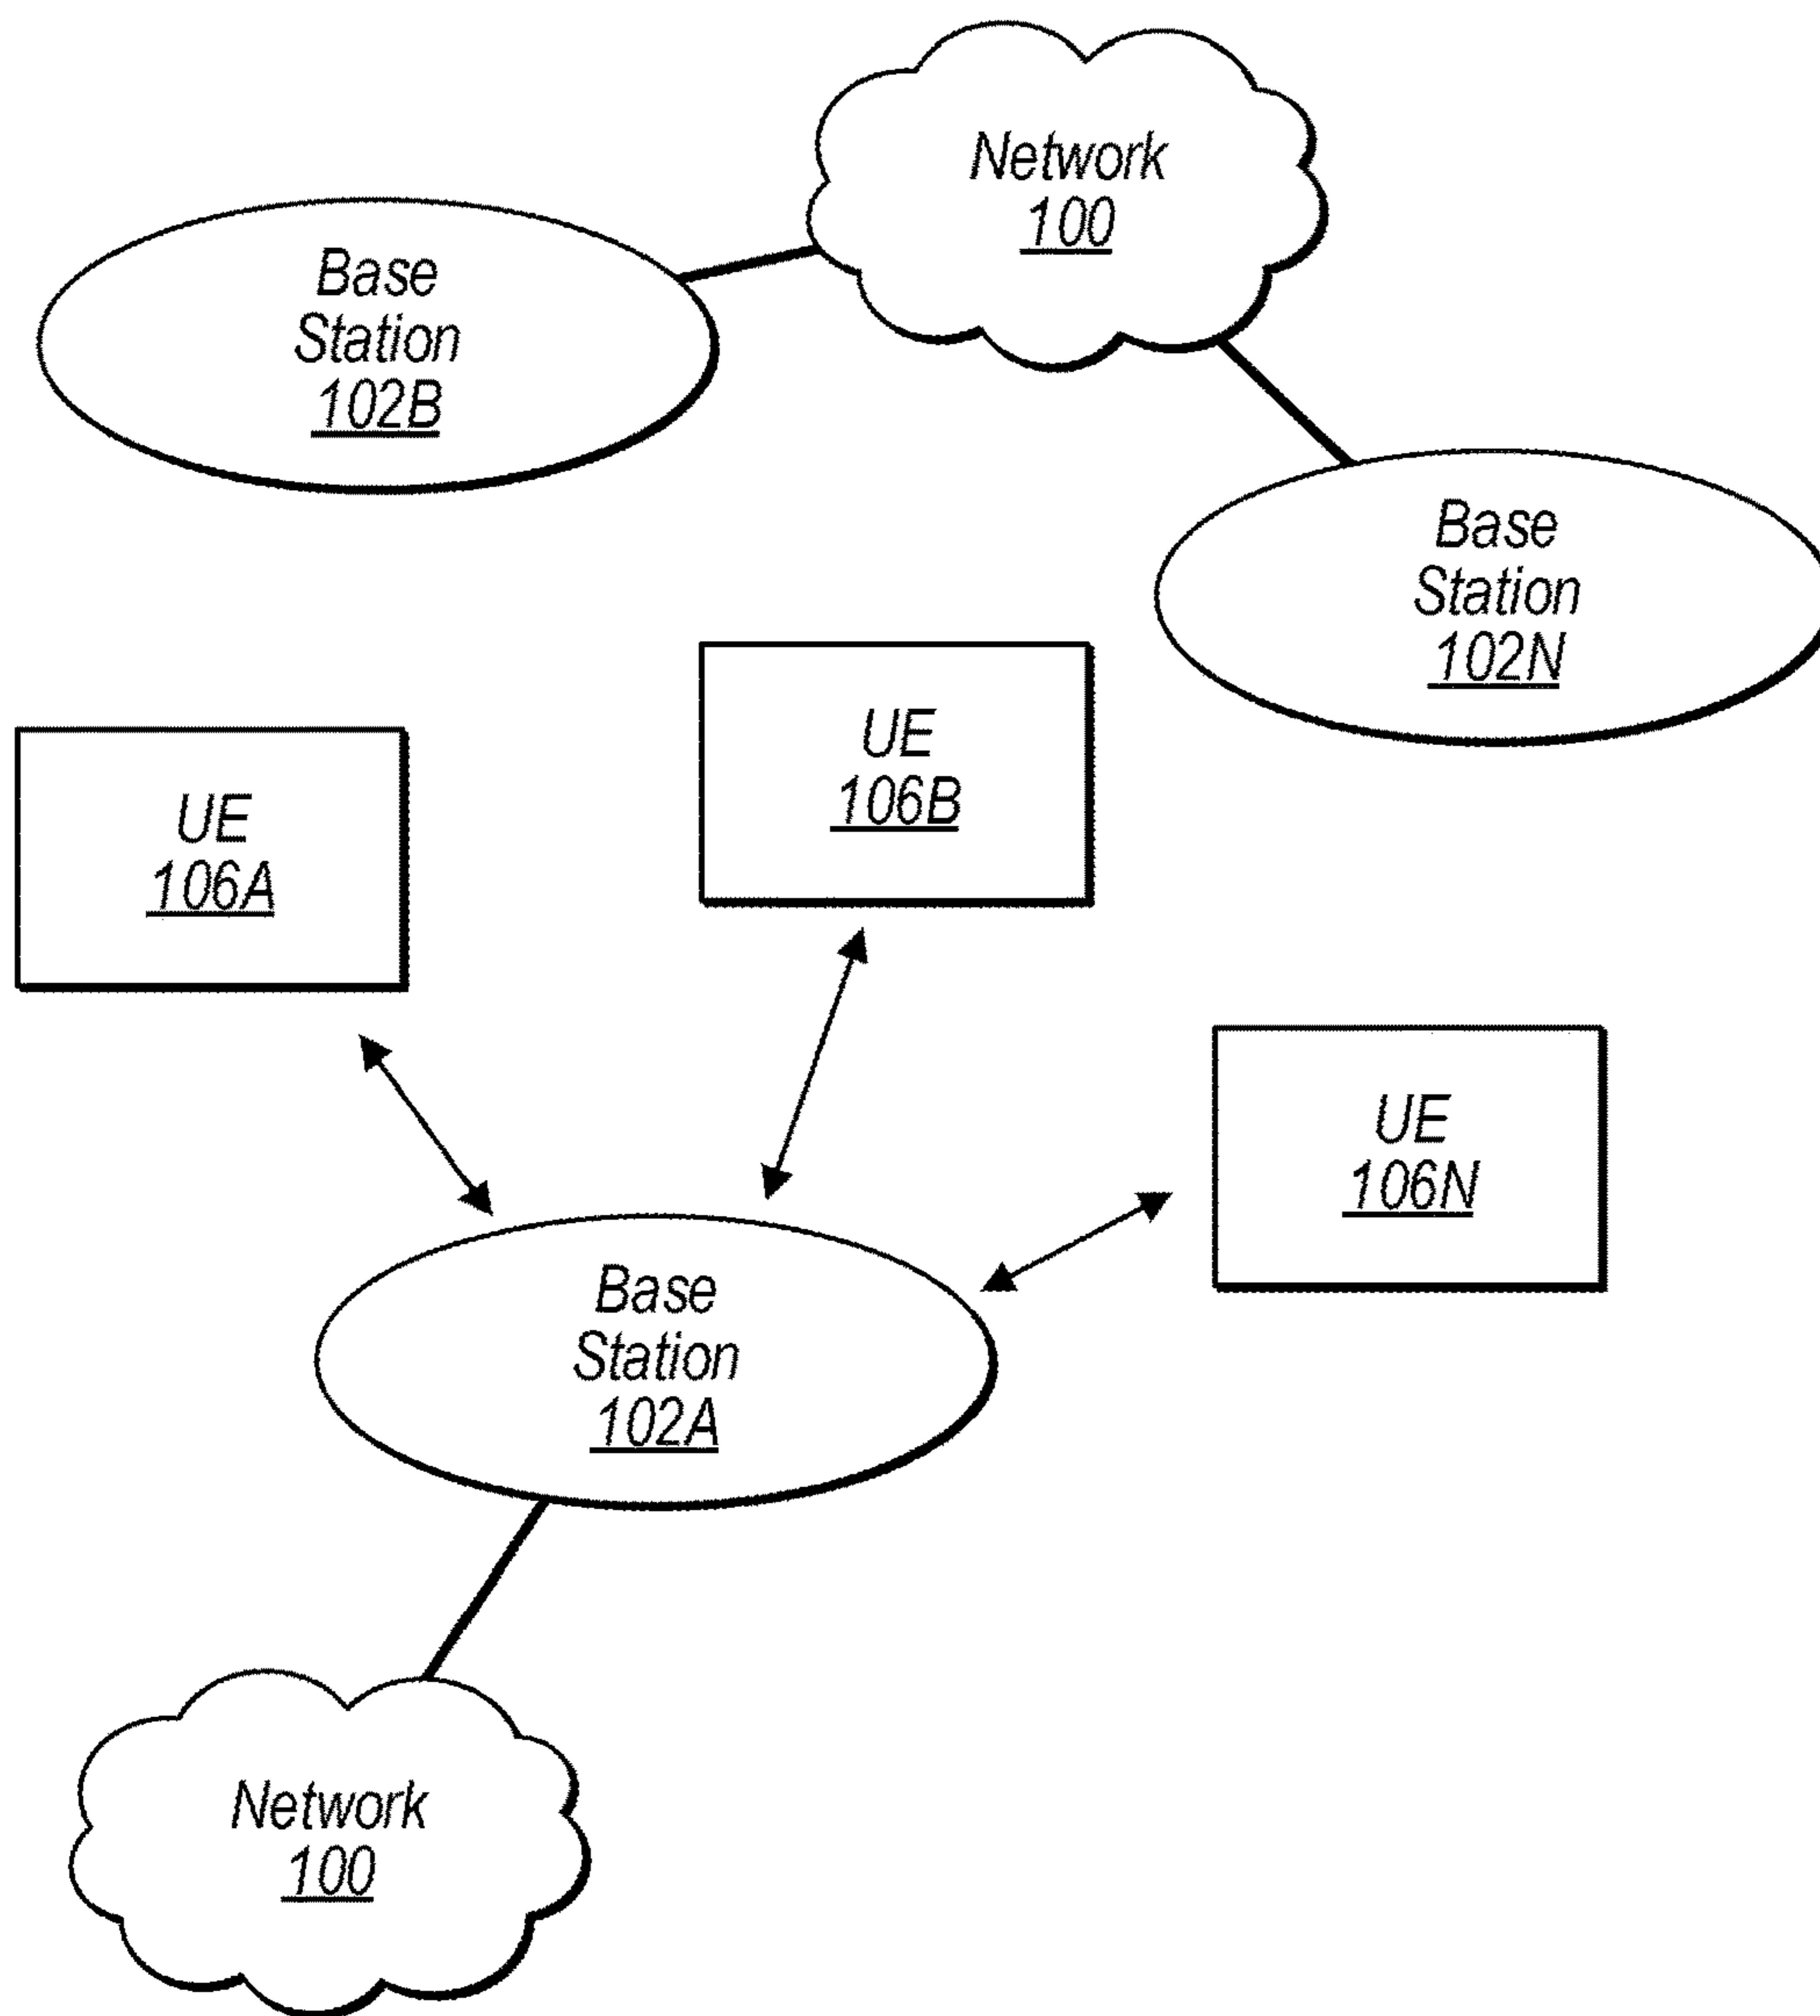 Network
100
Base
Station
102B
Base
Station
102N
UE
106B
UE
106A
UE
106N
Base
Station
102A
Network
100